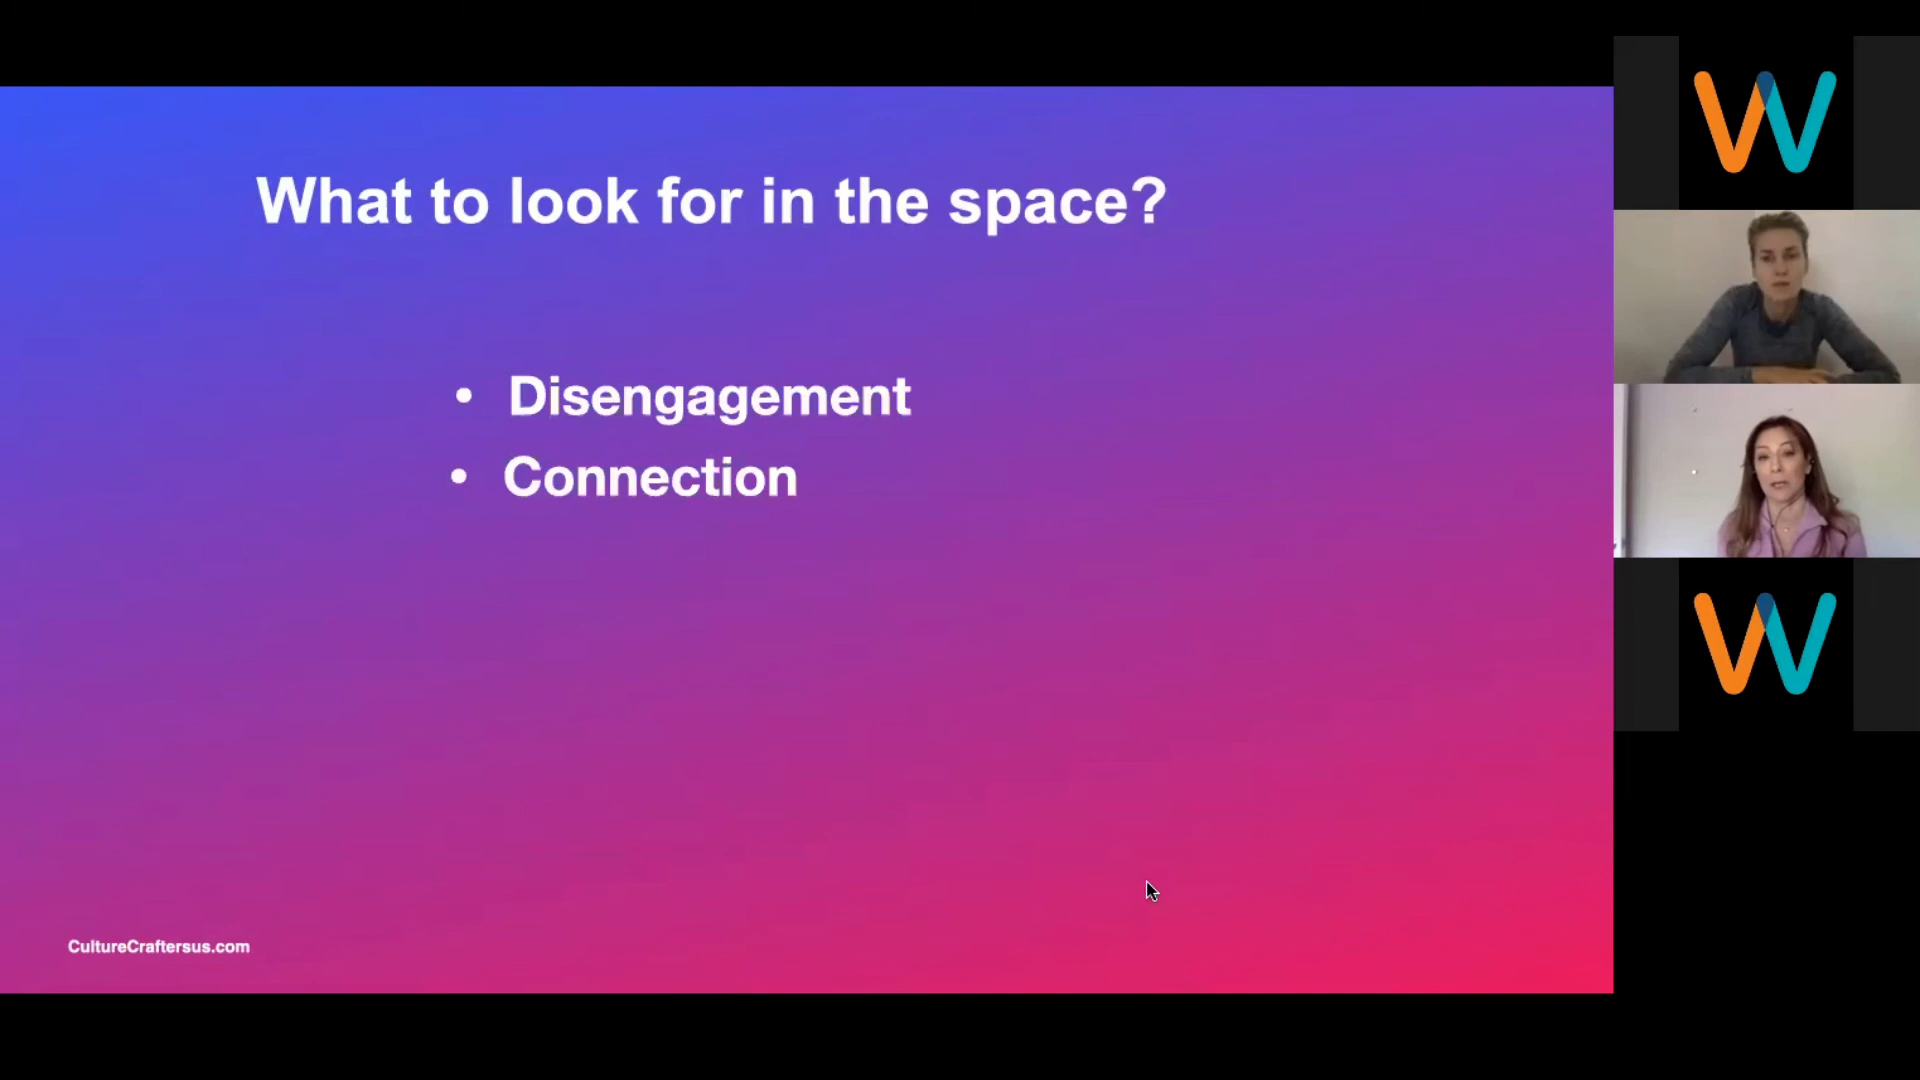 What to look for in the space?
• Disengagement
• Connection
CultureCraftersus.com